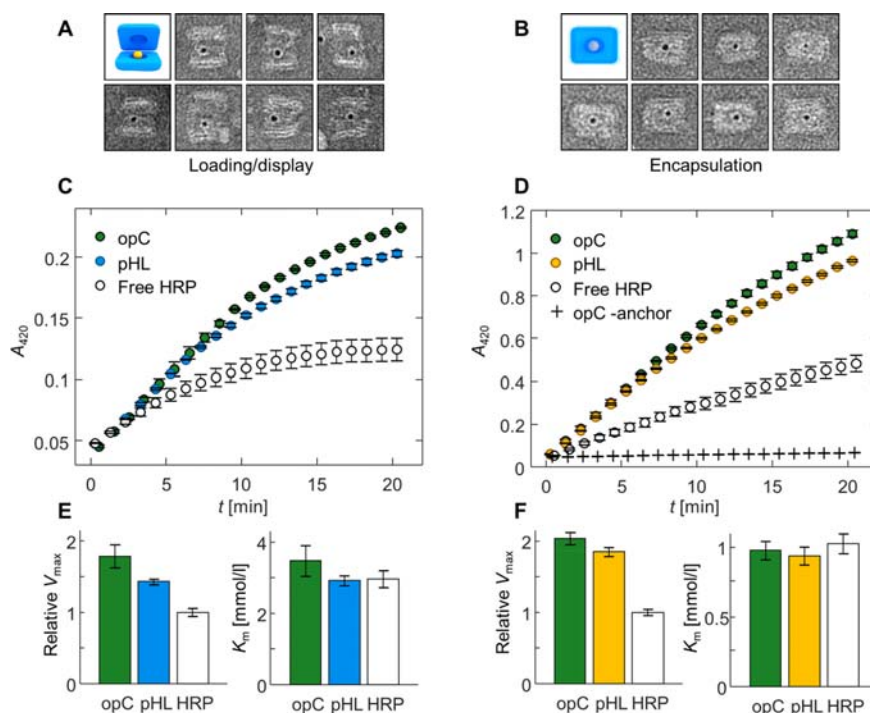 A
B
Loading/display
Encapsulation
C
D
0.2
0.15
0.1
0.05
A420
opC
pHL
Free HRP
0
5
10
15
20
t [min]
1.2
1
0.8
0.6
0.4
0.2
0
A420
opC
pHL
Free HRP
opC -anchor
0
5
10
15
20
t [min]
E
F
2
1
0
Relative Vmax
opC pHL HRP
4
2
0
Km [mmol/l]
opC pHL HRP
2
1
0
Relative Vmax
opC pHL HRP
1
0.5
0
Km [mmol/l]
opC pHL HRP